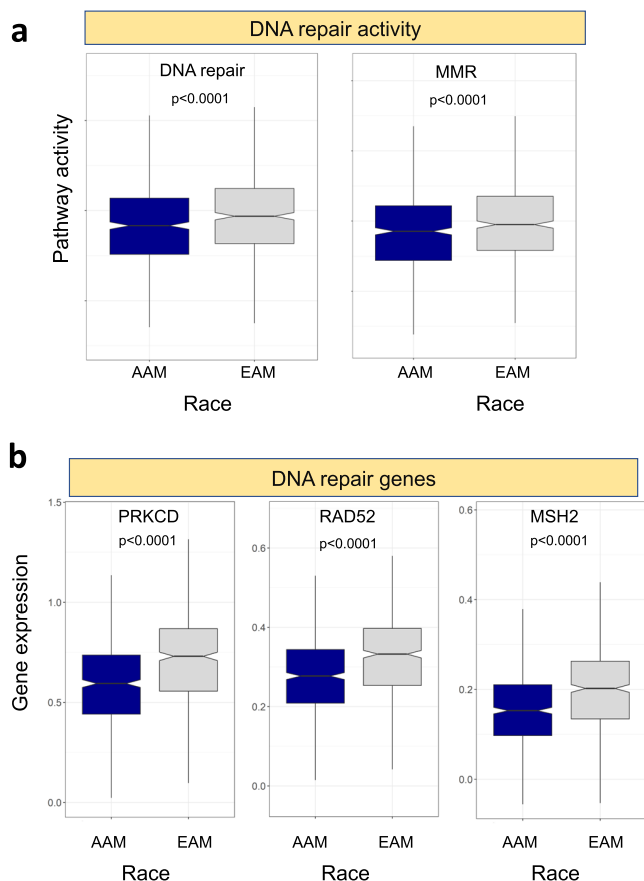 a
DNA repair activity
DNA repair
p<0.0001
MMR
p<0.0001
Pathway activity
AAM
EAM
AAM
EAM
Race
Race
b
DNA repair genes
PRKCD
p<0.0001
RAD52
p<0.0001
MSH2
p<0.0001
Gene expression
1.5
1.0
0.5
0.0
0.6
0.4
0.2
0.0
0.6
0.4
0.2
0.0
AAM
EAM
AAM
EAM
AAM
EAM
Race
Race
Race